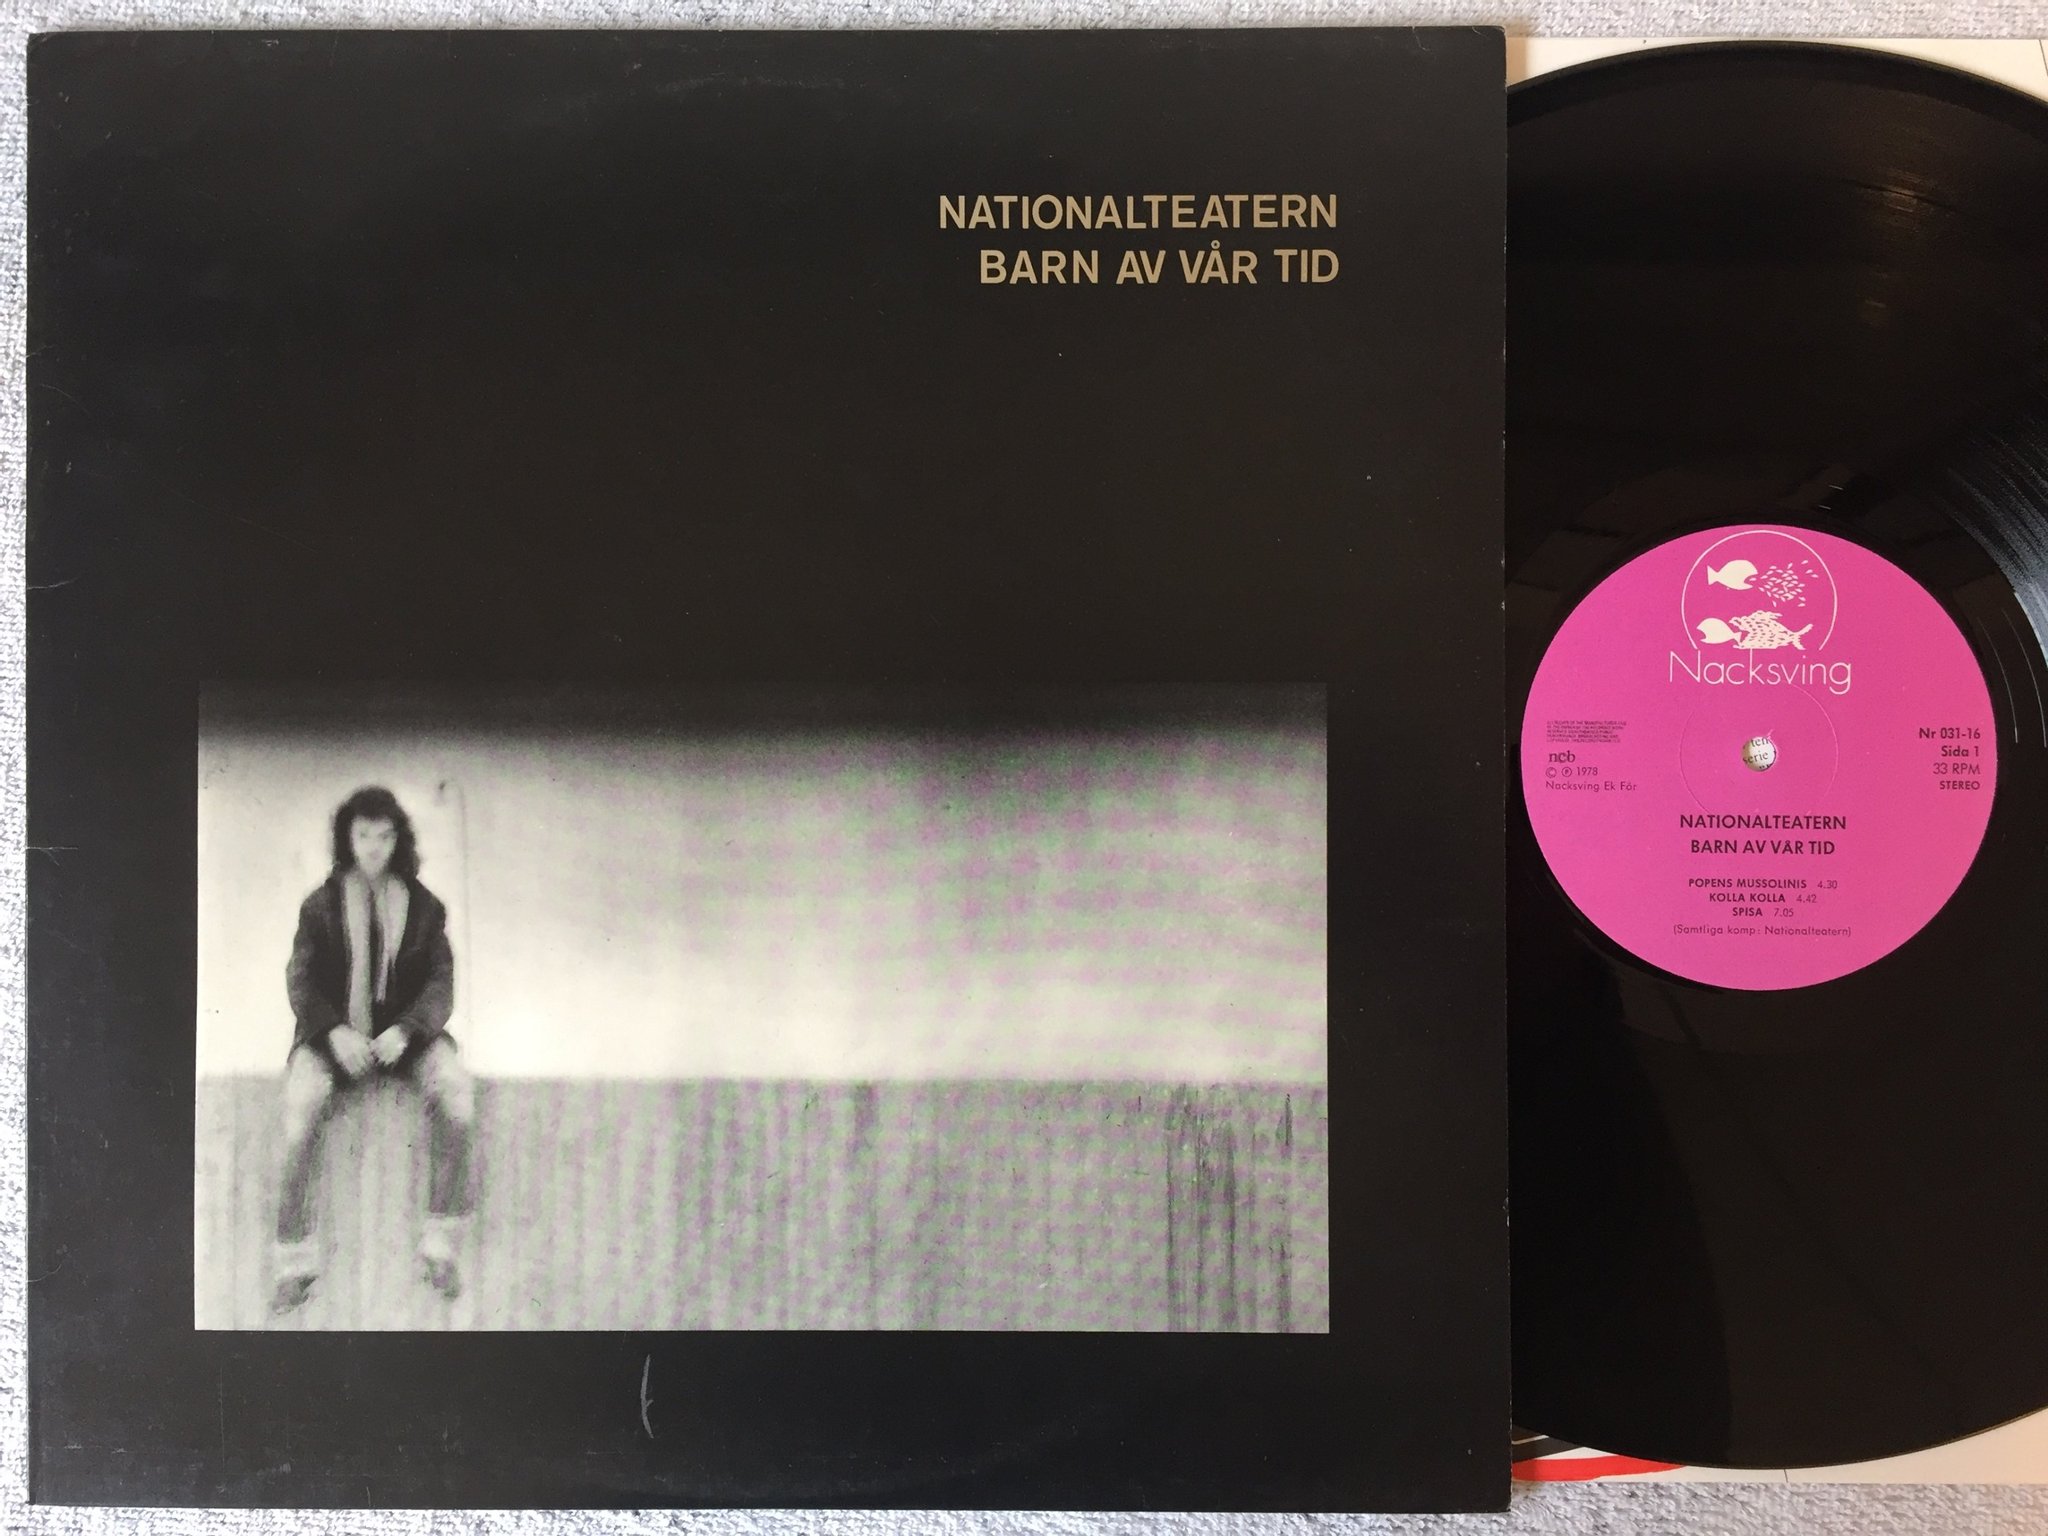 NATIONALTEATERN
BARN AV VÅR TID
Nacksving
ncb
© ℗ 1978
Nacksving Ek För
Nr 031-16
Sida 1
33 RPM
STEREO
serie
NATIONALTEATERN
BARN AV VÅR TID
POPENS MUSSOLINIS 4.30
KOLLA KOLLA 4.42
SPISA 7.05
(Samtliga komp: Nationalteatern)